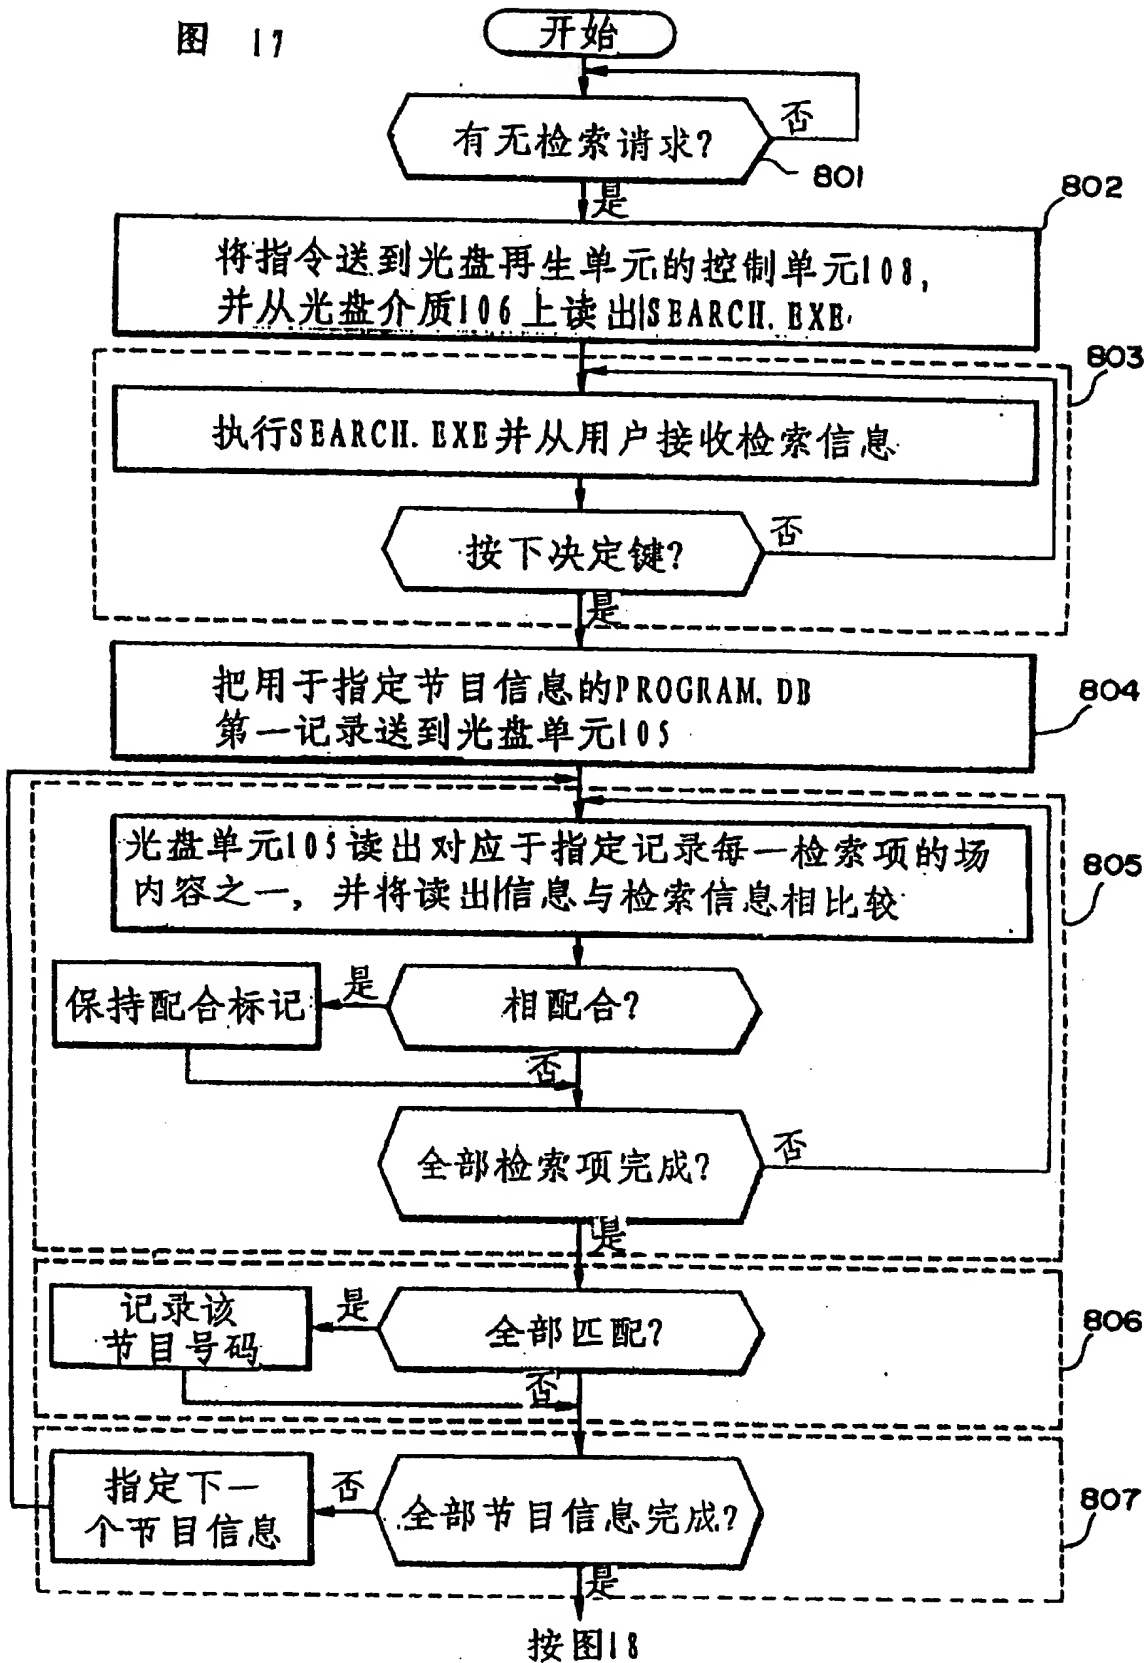 图 17
开始
有无检索请求?
否
801
是
802
将指令送到光盘再生单元的控制单元108,
并从光盘介质106上读出SEARCH.EXE
803
执行SEARCH.EXE并从用户接收检索信息
按下决定键?
否
是
804
把用于指定节目信息的PROGRAM.DB
第一记录送到光盘单元105
805
光盘单元105读出对应于指定记录每一检索项的场
内容之一,并将读出信息与检索信息相比较
保持配合标记
是
相配合?
否
全部检索项完成?
否
是
806
记录该
节目号码
是
全部匹配?
否
807
指定下一
个节目信息
否
全部节目信息完成?
是
按图18